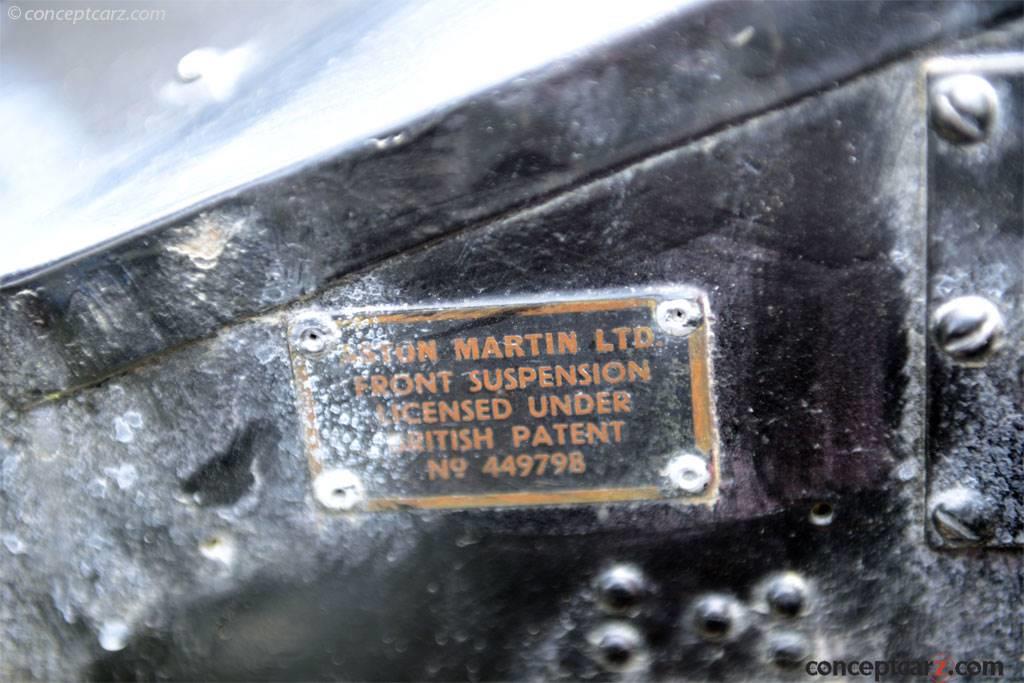 © conceptcarz.com
ASTON MARTIN LTD.
FRONT SUSPENSION
LICENSED UNDER
BRITISH PATENT
Nº 449798
conceptcarz.com